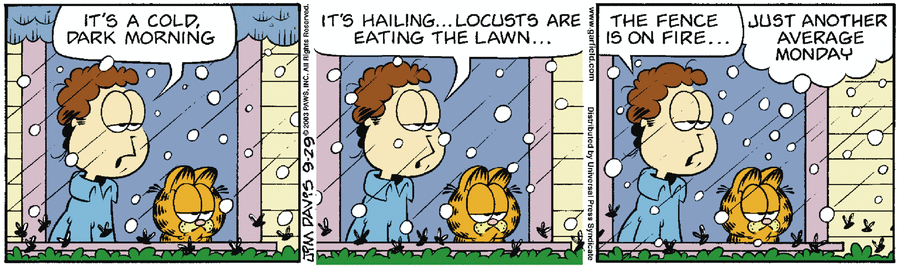 IT'S A COLD,
DARK MORNING
© 2003 PAWS, INC. All Rights Reserved.
JIM DAVIS 9-29
IT'S HAILING...LOCUSTS ARE
EATING THE LAWN...
www.garfield.com
Distributed by Universal Press Syndicate
THE FENCE
IS ON FIRE...
JUST ANOTHER
AVERAGE
MONDAY